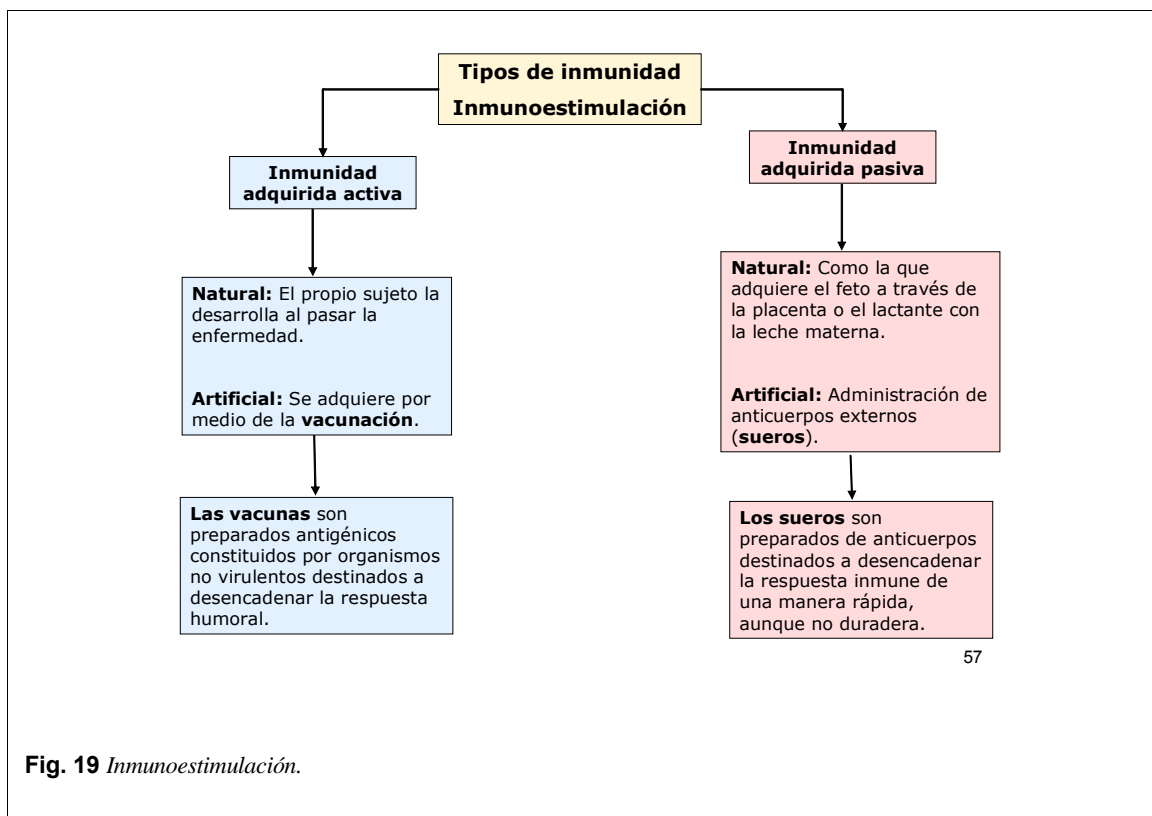 Tipos de inmunidad
Inmunoestimulación
Inmunidad
adquirida activa
Natural: El propio sujeto la
desarrolla al pasar la
enfermedad.
Artificial: Se adquiere por
medio de la vacunación.
Las vacunas son
preparados antigénicos
constituidos por organismos
no virulentos destinados a
desencadenar la respuesta
humoral.
Inmunidad
adquirida pasiva
Natural: Como la que
adquiere el feto a través de
la placenta o el lactante con
la leche materna.
Artificial: Administración de
anticuerpos externos
(sueros).
Los sueros son
preparados de anticuerpos
destinados a desencadenar
la respuesta inmune de
una manera rápida,
aunque no duradera.
57
Fig. 19 Inmunoestimulación.